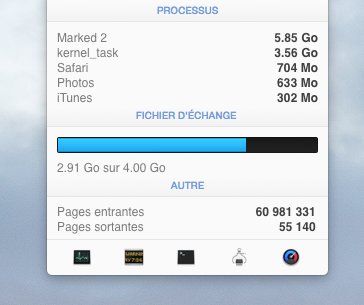 PROCESSUS
Marked 2 5.85 Go
kernel_task 3.56 Go
Safari 704 Mo
Photos 633 Mo
iTunes 302 Mo
FICHIER D'ÉCHANGE
2.91 Go sur 4.00 Go
AUTRE
Pages entrantes 60 981 331
Pages sortantes 55 140